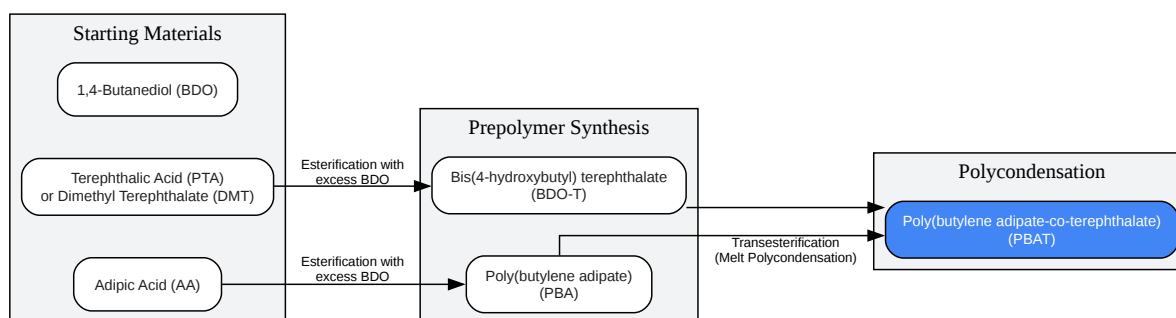 Starting Materials
1,4-Butanediol (BDO)
Terephthalic Acid (PTA)
or Dimethyl Terephthalate (DMT)
Adipic Acid (AA)
Esterification with
excess BDO
Esterification with
excess BDO
Prepolymer Synthesis
Bis(4-hydroxybutyl) terephthalate
(BDO-T)
Poly(butylene adipate)
(PBA)
Transesterification
(Melt Polycondensation)
Polycondensation
Poly(butylene adipate-co-terephthalate)
(PBAT)